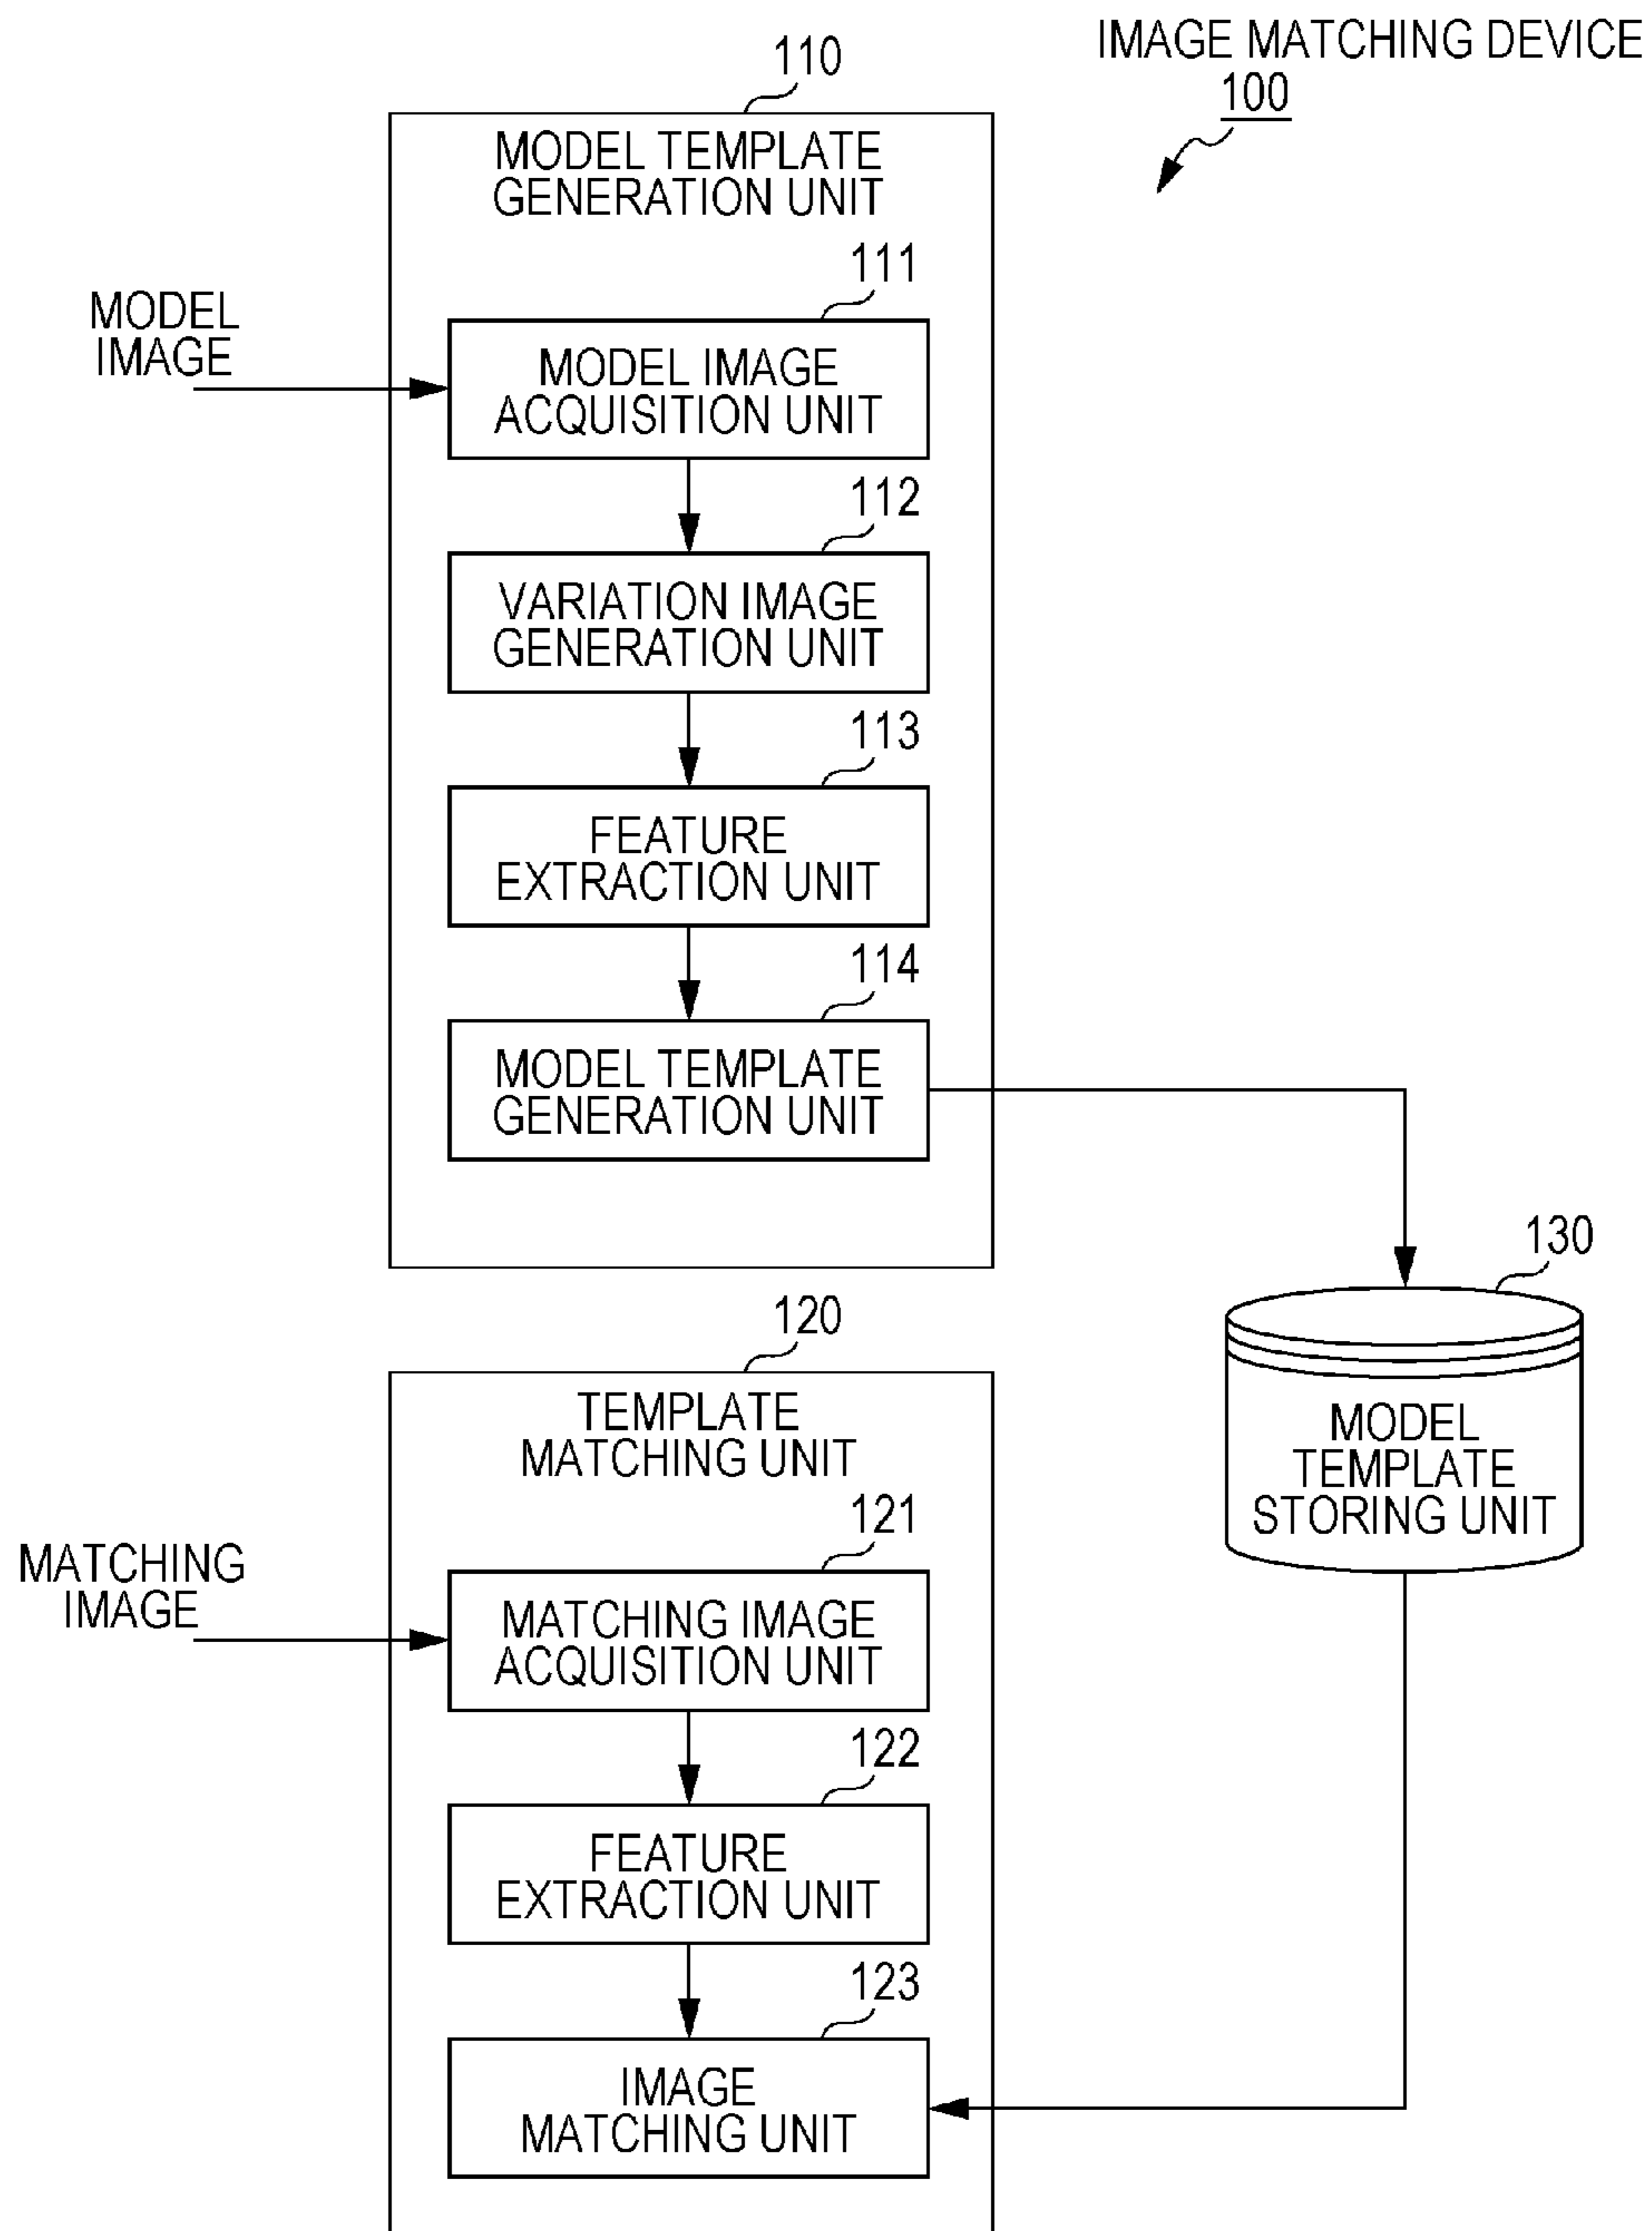 IMAGE MATCHING DEVICE
100
110
MODEL TEMPLATE
GENERATION UNIT
111
MODEL
IMAGE
MODEL IMAGE
ACQUISITION UNIT
112
VARIATION IMAGE
GENERATION UNIT
113
FEATURE
EXTRACTION UNIT
114
MODEL TEMPLATE
GENERATION UNIT
130
MODEL
TEMPLATE
STORING UNIT
120
TEMPLATE
MATCHING UNIT
121
MATCHING
IMAGE
MATCHING IMAGE
ACQUISITION UNIT
122
FEATURE
EXTRACTION UNIT
123
IMAGE
MATCHING UNIT